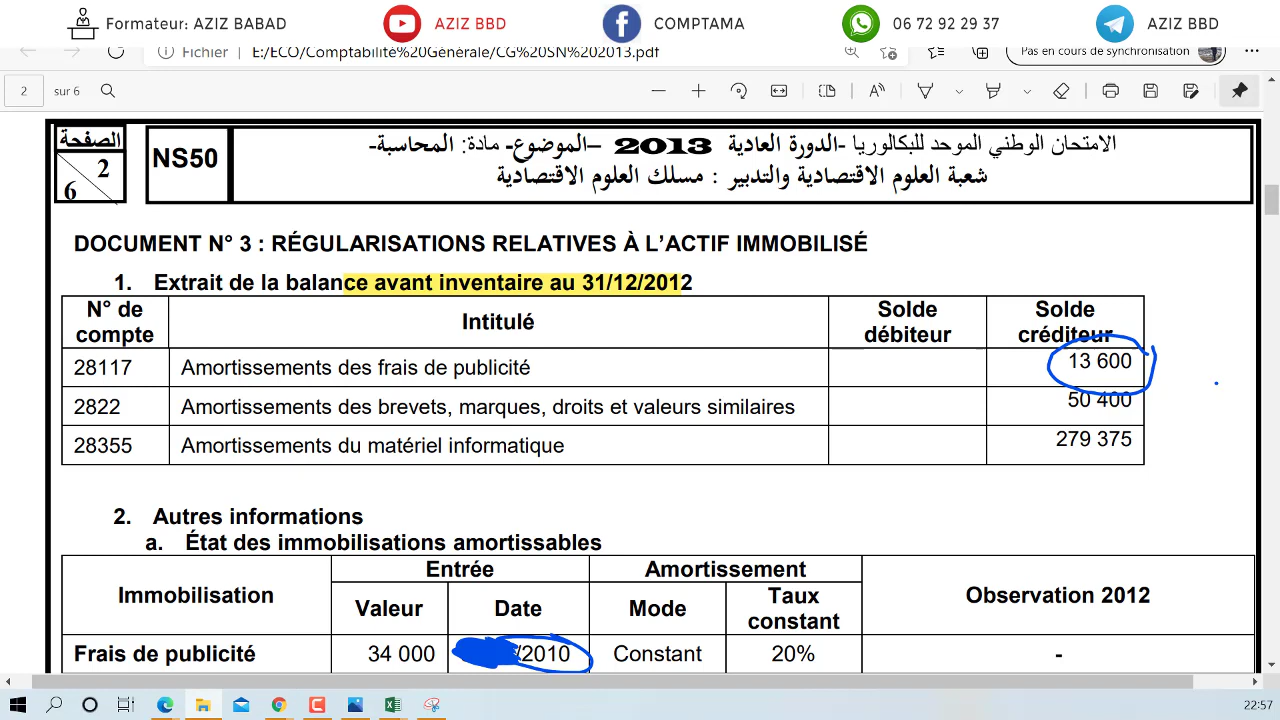 Formateur: AZIZ BABAD AZIZ BBD COMPTAMA 06 72 92 29 37 AZIZ BBD
Fichier E:/ECO/Comptabilité%20Générale/CG%20SN%202013.pdf Pas en cours de synchronisation
2 sur 6
الصفحة
2
6
NS50
الامتحان الوطني الموحد للبكالوريا -الدورة العادية 2013 –الموضوع- مادة: المحاسبة-
شعبة العلوم الاقتصادية والتدبير : مسلك العلوم الاقتصادية
DOCUMENT N° 3 : RÉGULARISATIONS RELATIVES À L’ACTIF IMMOBILISÉ
1. Extrait de la balance avant inventaire au 31/12/2012
N° de compte Intitulé Solde débiteur Solde créditeur
28117 Amortissements des frais de publicité 13 600
2822 Amortissements des brevets, marques, droits et valeurs similaires 50 400
28355 Amortissements du matériel informatique 279 375
2. Autres informations
a. État des immobilisations amortissables
Immobilisation Entrée Amortissement Observation 2012
Valeur Date Mode Taux constant
Frais de publicité 34 000 /2010 Constant 20% -
22:57